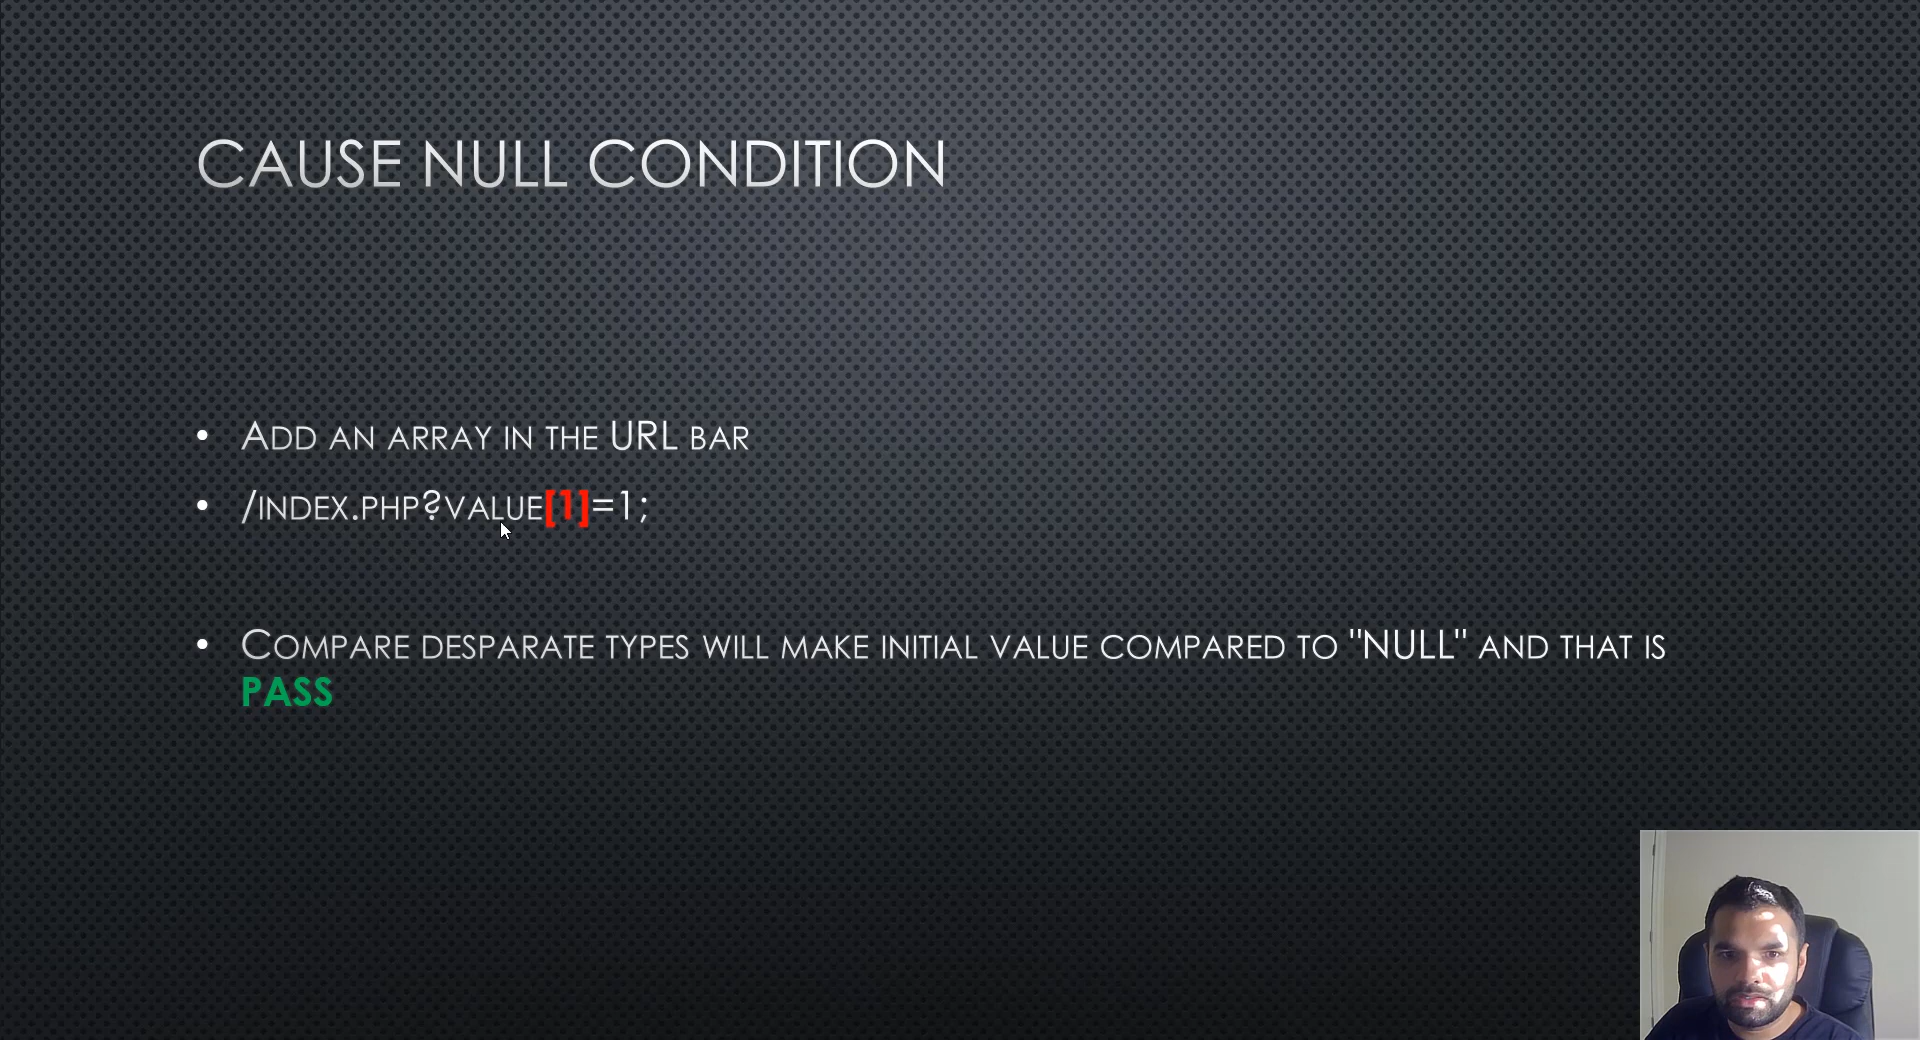 CAUSE NULL CONDITION
• ADD AN ARRAY IN THE URL BAR
• /INDEX.PHP?VALUE[1]=1;
• COMPARE DESPARATE TYPES WILL MAKE INITIAL VALUE COMPARED TO "NULL" AND THAT IS
PASS